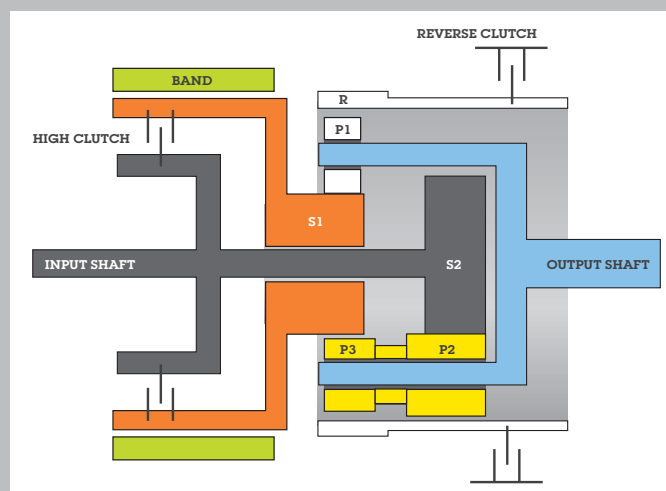 REVERSE CLUTCH
BAND
R
P1
HIGH CLUTCH
S1
INPUT SHAFT
S2
OUTPUT SHAFT
P3
P2